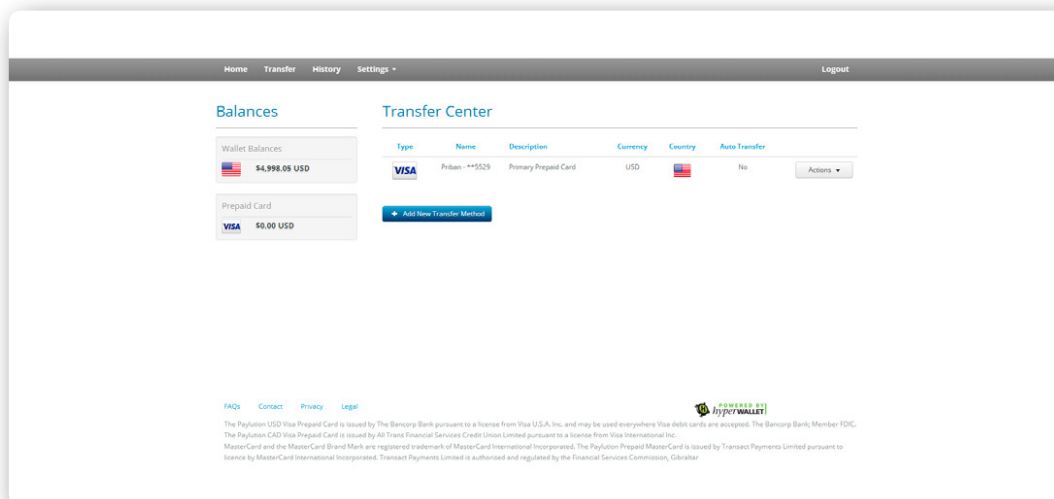 Home Transfer History Settings Logout
Balances
Wallet Balances
$4,998.05 USD
Prepaid Card
VISA $0.00 USD
Transfer Center
Type Name Description Currency Country Auto Transfer
VISA Priban - **5529 Primary Prepaid Card USD No Actions
Add New Transfer Method
FAQs Contact Privacy Legal
POWERED BY
hyperWALLET
The Paylution USD Visa Prepaid Card is issued by The Bancorp Bank pursuant to a license from Visa U.S.A. Inc. and may be used everywhere Visa debit cards are accepted. The Bancorp Bank; Member FDIC.
The Paylution CAD Visa Prepaid Card is issued by All Trans Financial Services Credit Union Limited pursuant to a license from Visa International Inc.
MasterCard and the MasterCard Brand Mark are registered trademark of MasterCard International Incorporated. The Paylution Prepaid MasterCard is issued by Transact Payments Limited pursuant to
licence by MasterCard International Incorporated. Transact Payments Limited is authorised and regulated by the Financial Services Commission, Gibraltar